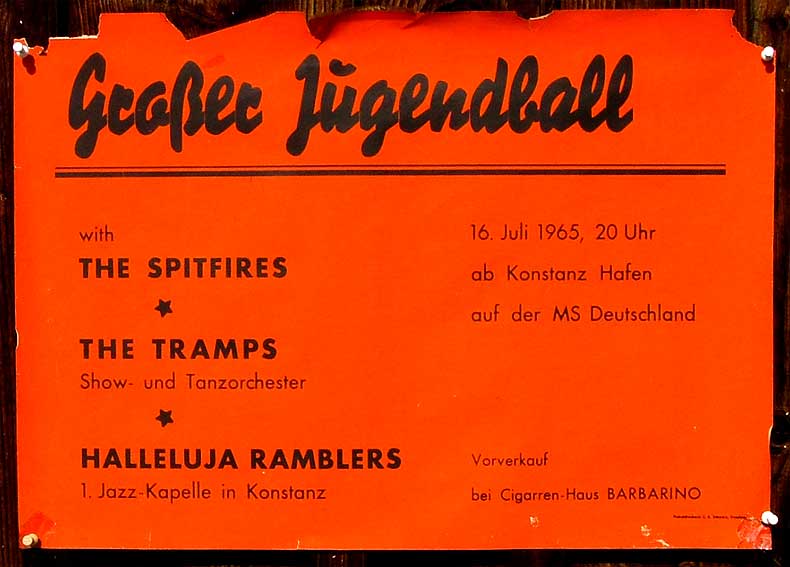 Großer Jugendball
with
THE SPITFIRES
THE TRAMPS
Show- und Tanzorchester
HALLELUJA RAMBLERS
1. Jazz-Kapelle in Konstanz
16. Juli 1965, 20 Uhr
ab Konstanz Hafen
auf der MS Deutschland
Vorverkauf
bei Cigarren-Haus BARBARINO